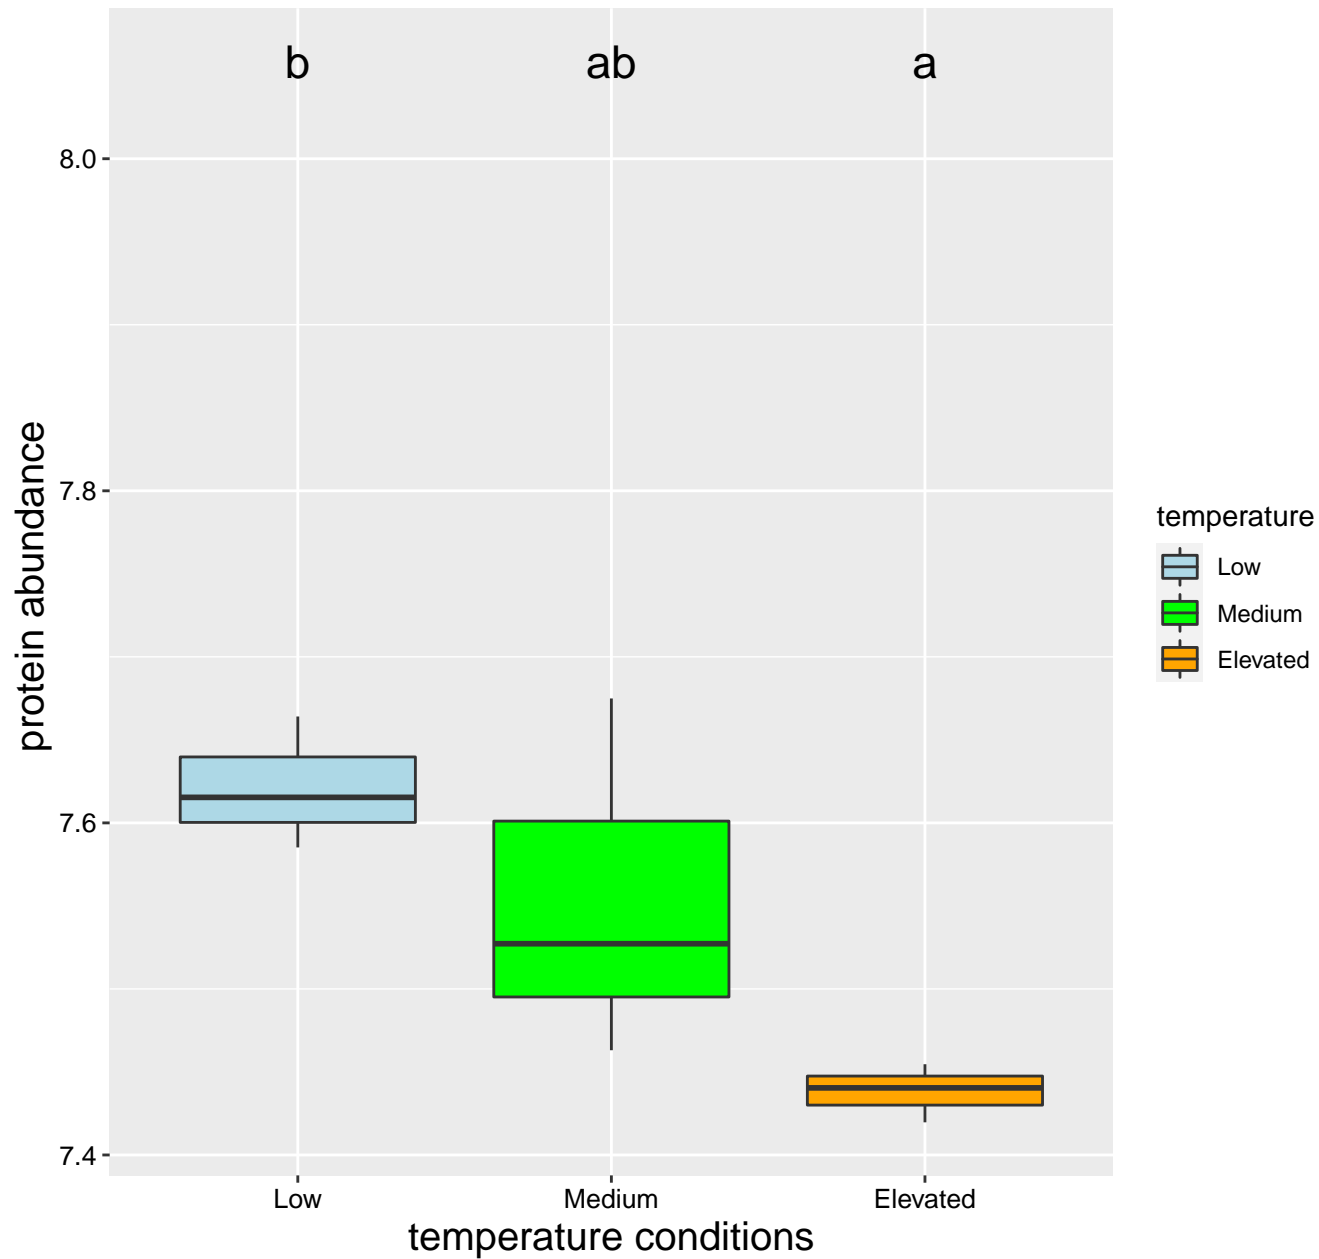 b ab a
8.0
7.8
7.6
7.4
protein abundance
Low Medium Elevated
temperature conditions
temperature
Low
Medium
Elevated